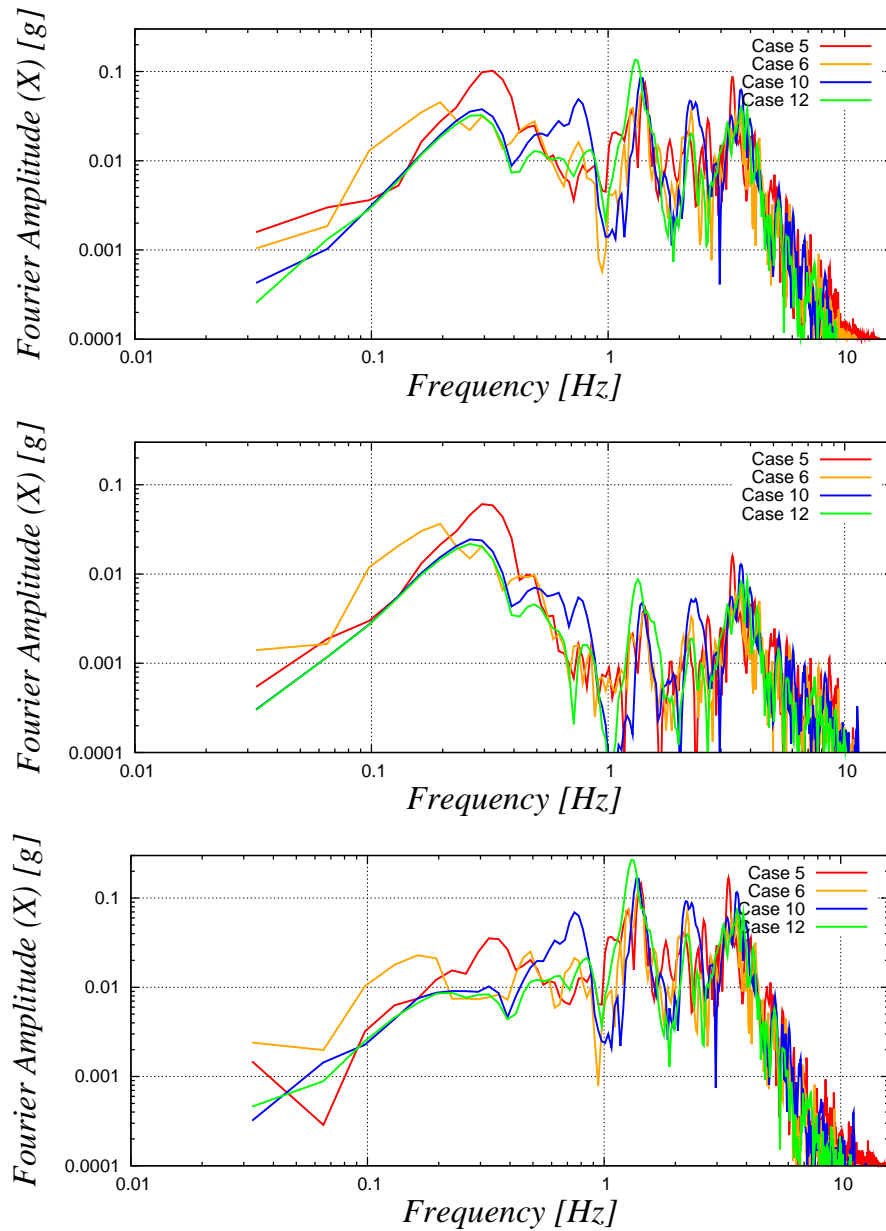 Fourier Amplitude (X) [g]
0.1
0.01
0.001
0.0001
Case 5
Case 6
Case 10
Case 12
0.01 0.1 1 10
Frequency [Hz]
Fourier Amplitude (X) [g]
0.1
0.01
0.001
0.0001
Case 5
Case 6
Case 10
Case 12
0.01 0.1 1 10
Frequency [Hz]
Fourier Amplitude (X) [g]
0.1
0.01
0.001
0.0001
Case 5
Case 6
Case 10
Case 12
0.01 0.1 1 10
Frequency [Hz]